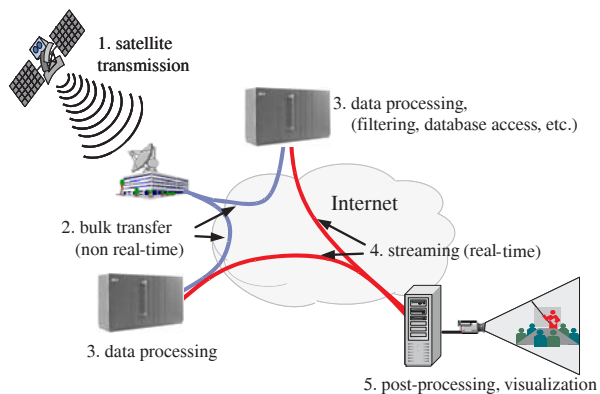 1. satellite
transmission
3. data processing,
(filtering, database access, etc.)
Internet
2. bulk transfer
(non real-time)
4. streaming (real-time)
3. data processing
5. post-processing, visualization